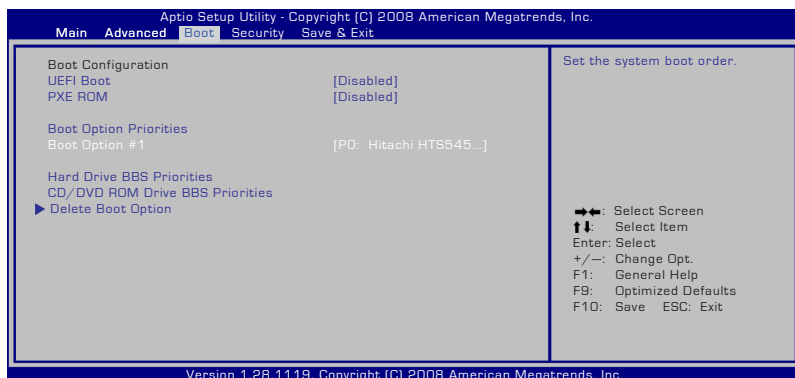 Aptio Setup Utility - Copyright (C) 2008 American Megatrends, Inc.
Main Advanced Boot Security Save & Exit
Boot Configuration
UEFI Boot [Disabled]
PXE ROM [Disabled]
Boot Option Priorities
Boot Option #1 [P0: Hitachi HTS545...]
Hard Drive BBS Priorities
CD/DVD ROM Drive BBS Priorities
▶ Delete Boot Option
Set the system boot order.
➡⬅: Select Screen
⬆⬇: Select Item
Enter: Select
+/—: Change Opt.
F1: General Help
F9: Optimized Defaults
F10: Save ESC: Exit
Version 1.28.1119. Copyright (C) 2008 American Megatrends, Inc.